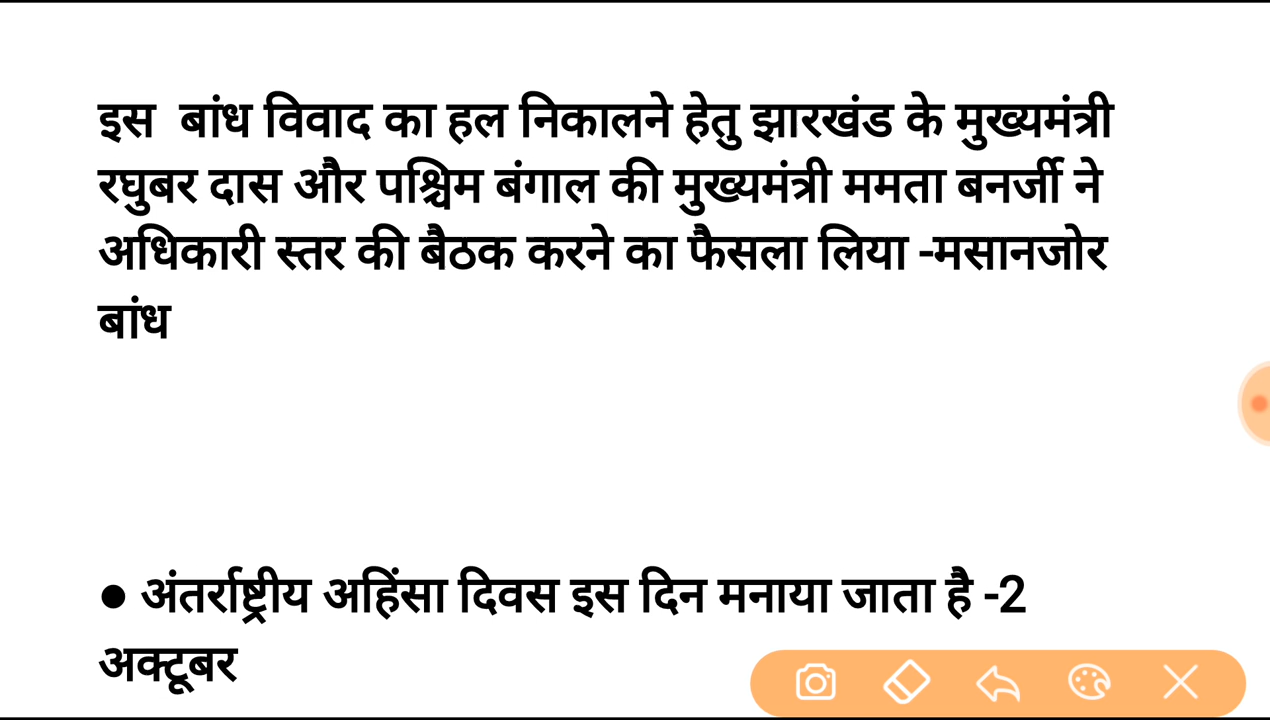 इस  बांध विवाद का हल निकालने हेतु झारखंड के मुख्यमंत्री
रघुबर दास और पश्चिम बंगाल की मुख्यमंत्री ममता बनर्जी ने
अधिकारी स्तर की बैठक करने का फैसला लिया -मसानजोर
बांध
● अंतर्राष्ट्रीय अहिंसा दिवस इस दिन मनाया जाता है -2
अक्टूबर